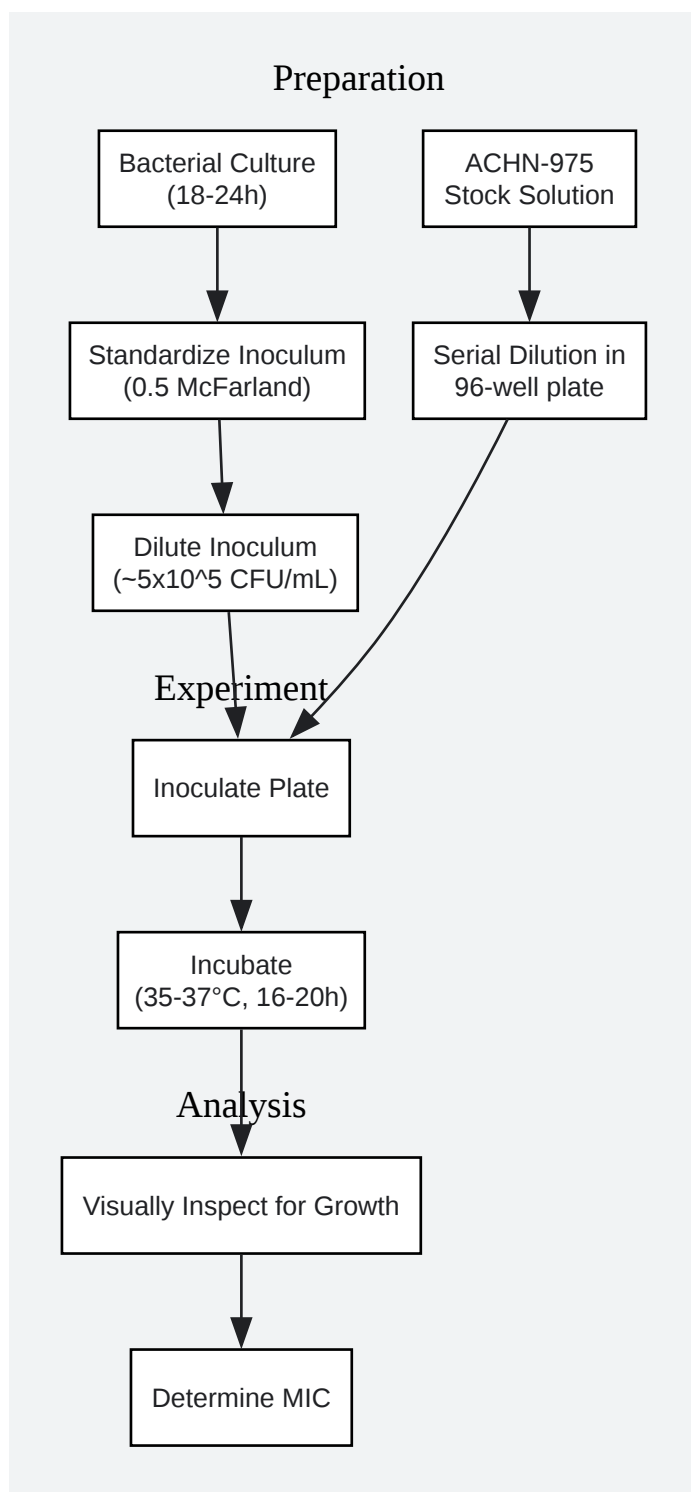 Preparation
Bacterial Culture
(18-24h)
ACHN-975
Stock Solution
Standardize Inoculum
(0.5 McFarland)
Serial Dilution in
96-well plate
Dilute Inoculum
(~5x10^5 CFU/mL)
Experiment
Inoculate Plate
Incubate
(35-37°C, 16-20h)
Analysis
Visually Inspect for Growth
Determine MIC